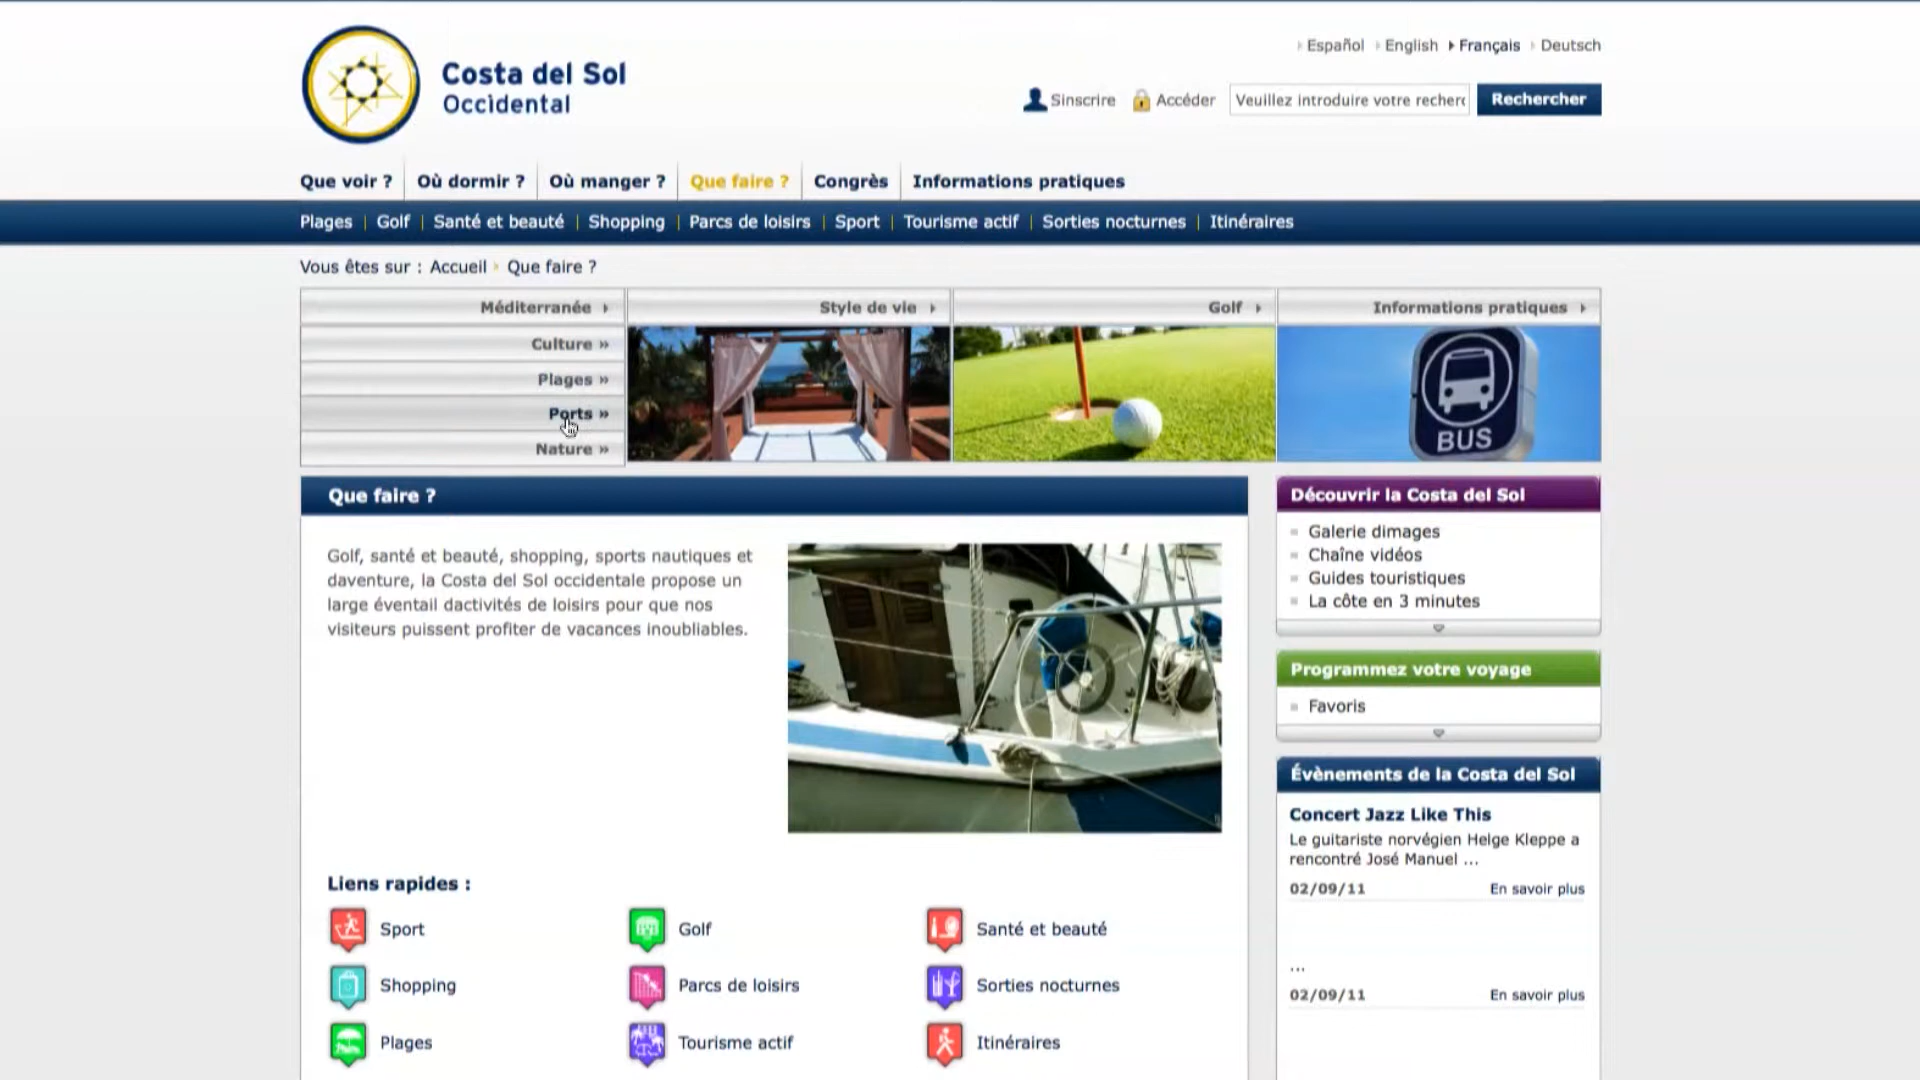 Español English Français Deutsch
Costa del Sol
Occidental
Sinscrire Accéder Veuillez introduire votre recherc Rechercher
Que voir ? Où dormir ? Où manger ? Que faire ? Congrès Informations pratiques
Plages | Golf | Santé et beauté | Shopping | Parcs de loisirs | Sport | Tourisme actif | Sorties nocturnes | Itinéraires
Vous êtes sur : Accueil Que faire ?
Méditerranée Style de vie Golf Informations pratiques
Culture »
Plages »
Ports »
Nature »
BUS
Que faire ?
Golf, santé et beauté, shopping, sports nautiques et
daventure, la Costa del Sol occidentale propose un
large éventail dactivités de loisirs pour que nos
visiteurs puissent profiter de vacances inoubliables.
Liens rapides :
Sport Golf Santé et beauté
Shopping Parcs de loisirs Sorties nocturnes
Plages Tourisme actif Itinéraires
Découvrir la Costa del Sol
Galerie dimages
Chaîne vidéos
Guides touristiques
La côte en 3 minutes
Programmez votre voyage
Favoris
Évènements de la Costa del Sol
Concert Jazz Like This
Le guitariste norvégien Helge Kleppe a
rencontré José Manuel ...
02/09/11 En savoir plus
...
02/09/11 En savoir plus